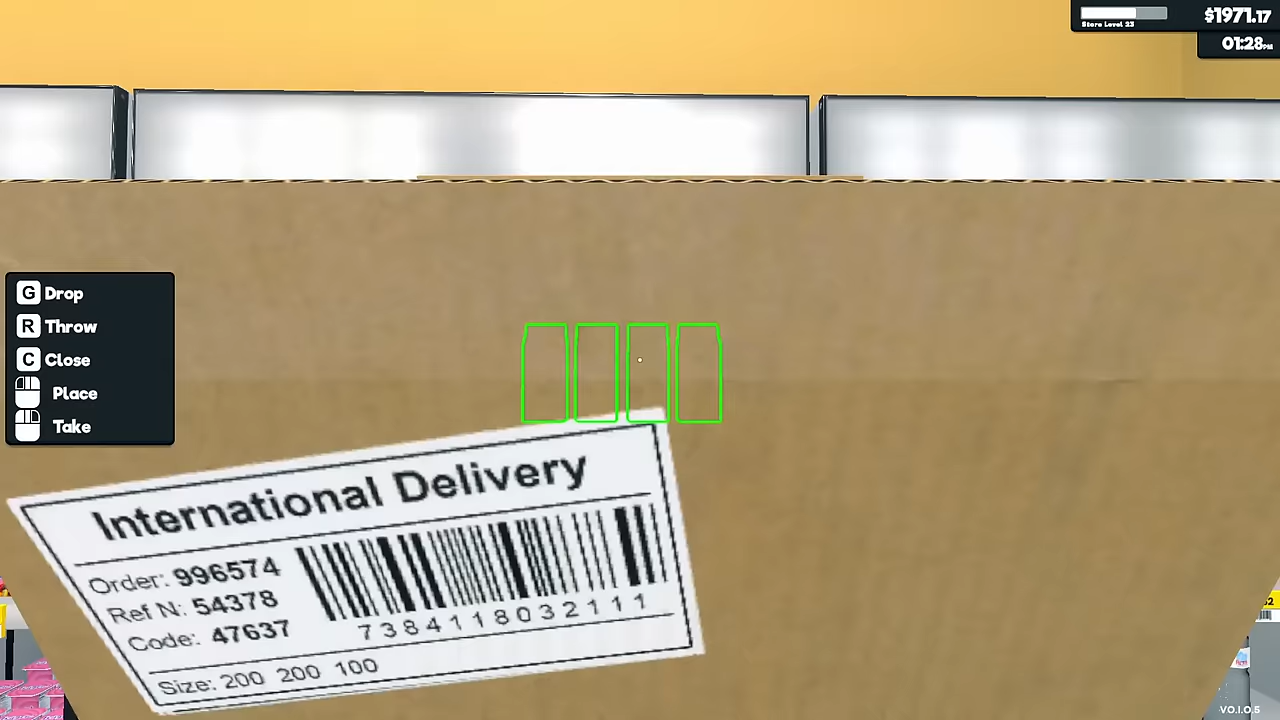 $1971.17
Store Level 23
01:28PM
G Drop
R Throw
C Close
Place
Take
International Delivery
Order: 996574
Ref N: 54378
Code: 47637
7384118032111
Size: 200 200 100
V0.1.0.5